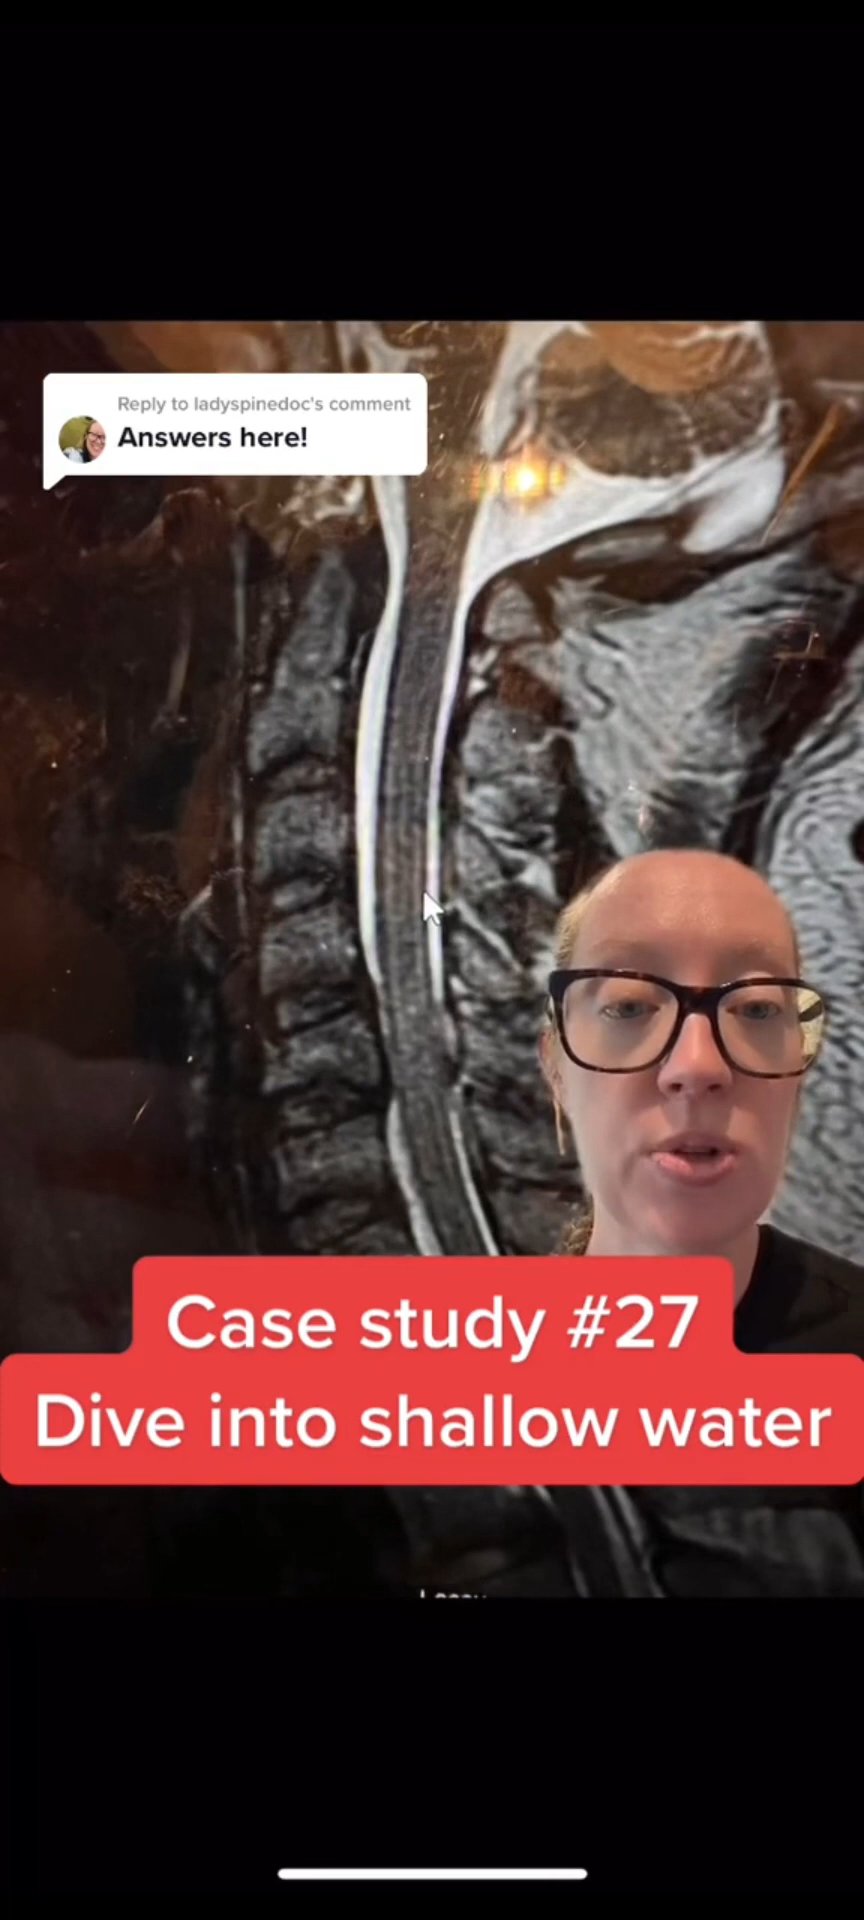 Reply to ladyspinedoc's comment
Answers here!
Case study #27
Dive into shallow water